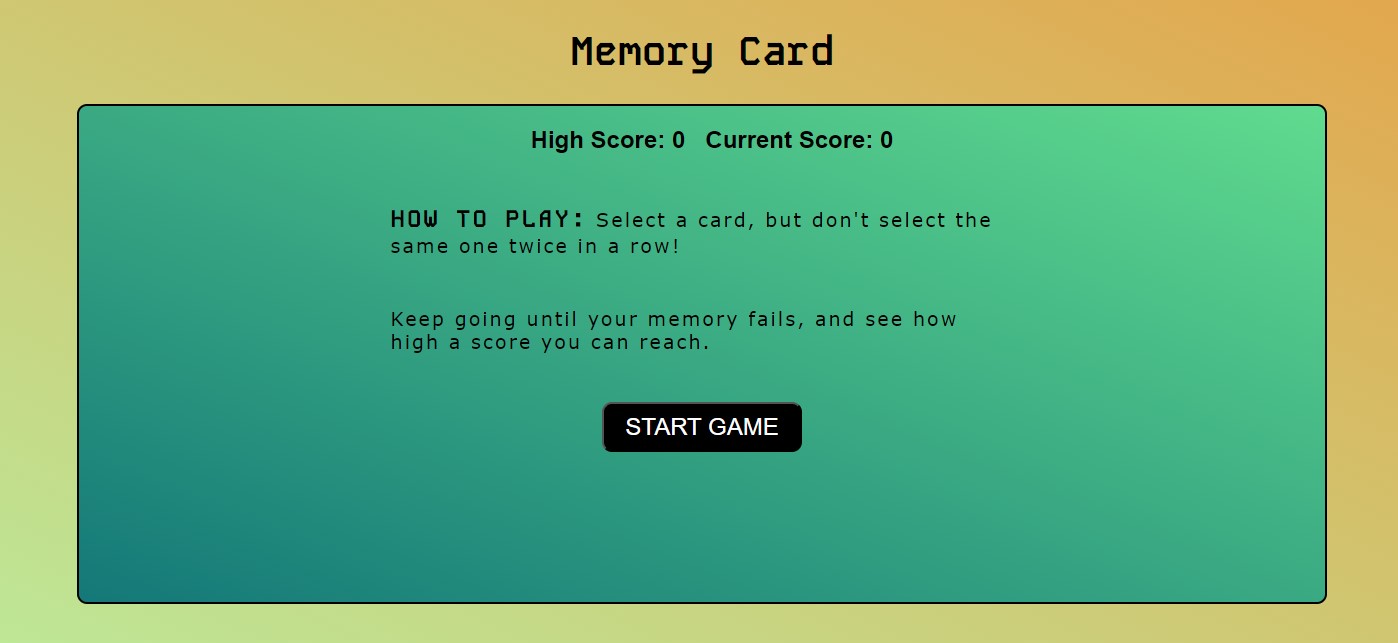 Memory Card
High Score: 0 Current Score: 0
HOW TO PLAY: Select a card, but don't select the
same one twice in a row!
Keep going until your memory fails, and see how
high a score you can reach.
START GAME